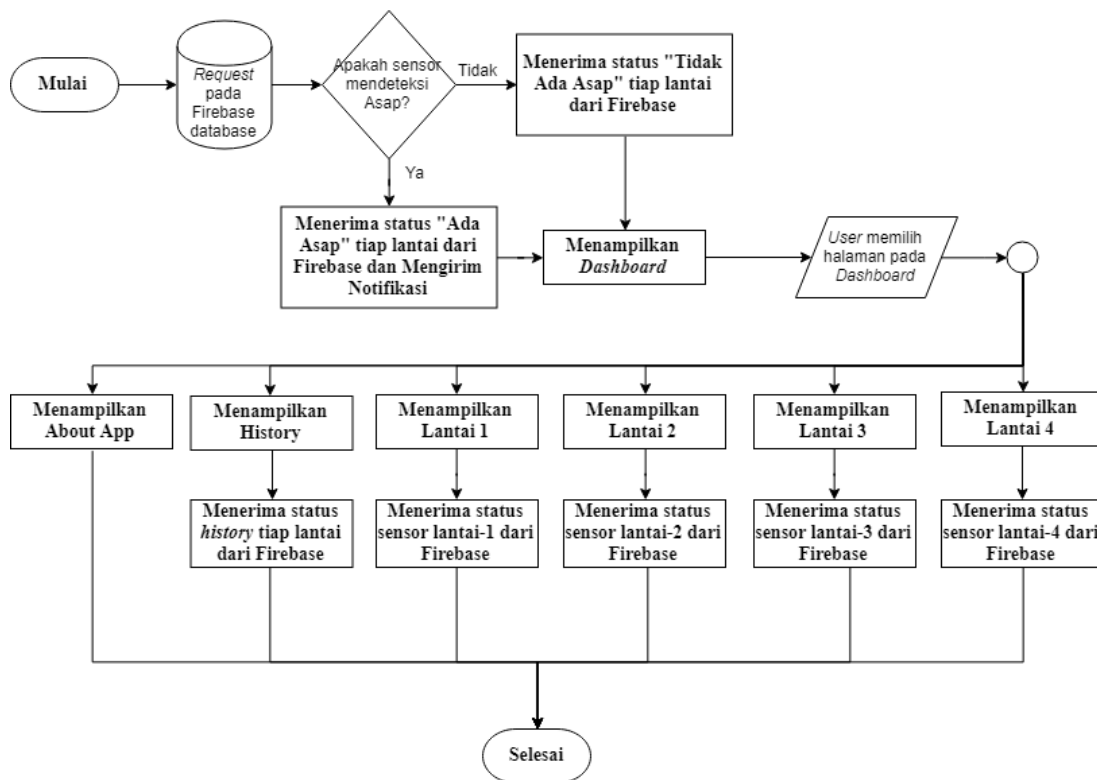 Mulai
Request
pada
Firebase
database
Apakah sensor
mendeteksi
Asap?
Tidak
Menerima status "Tidak
Ada Asap" tiap lantai
dari Firebase
Ya
Menerima status "Ada
Asap" tiap lantai dari
Firebase dan Mengirim
Notifikasi
Menampilkan
Dashboard
User memilih
halaman pada
Dashboard
Menampilkan
About App
Menampilkan
History
Menampilkan
Lantai 1
Menampilkan
Lantai 2
Menampilkan
Lantai 3
Menampilkan
Lantai 4
Menerima status
history tiap lantai
dari Firebase
Menerima status
sensor lantai-1 dari
Firebase
Menerima status
sensor lantai-2 dari
Firebase
Menerima status
sensor lantai-3 dari
Firebase
Menerima status
sensor lantai-4 dari
Firebase
Selesai